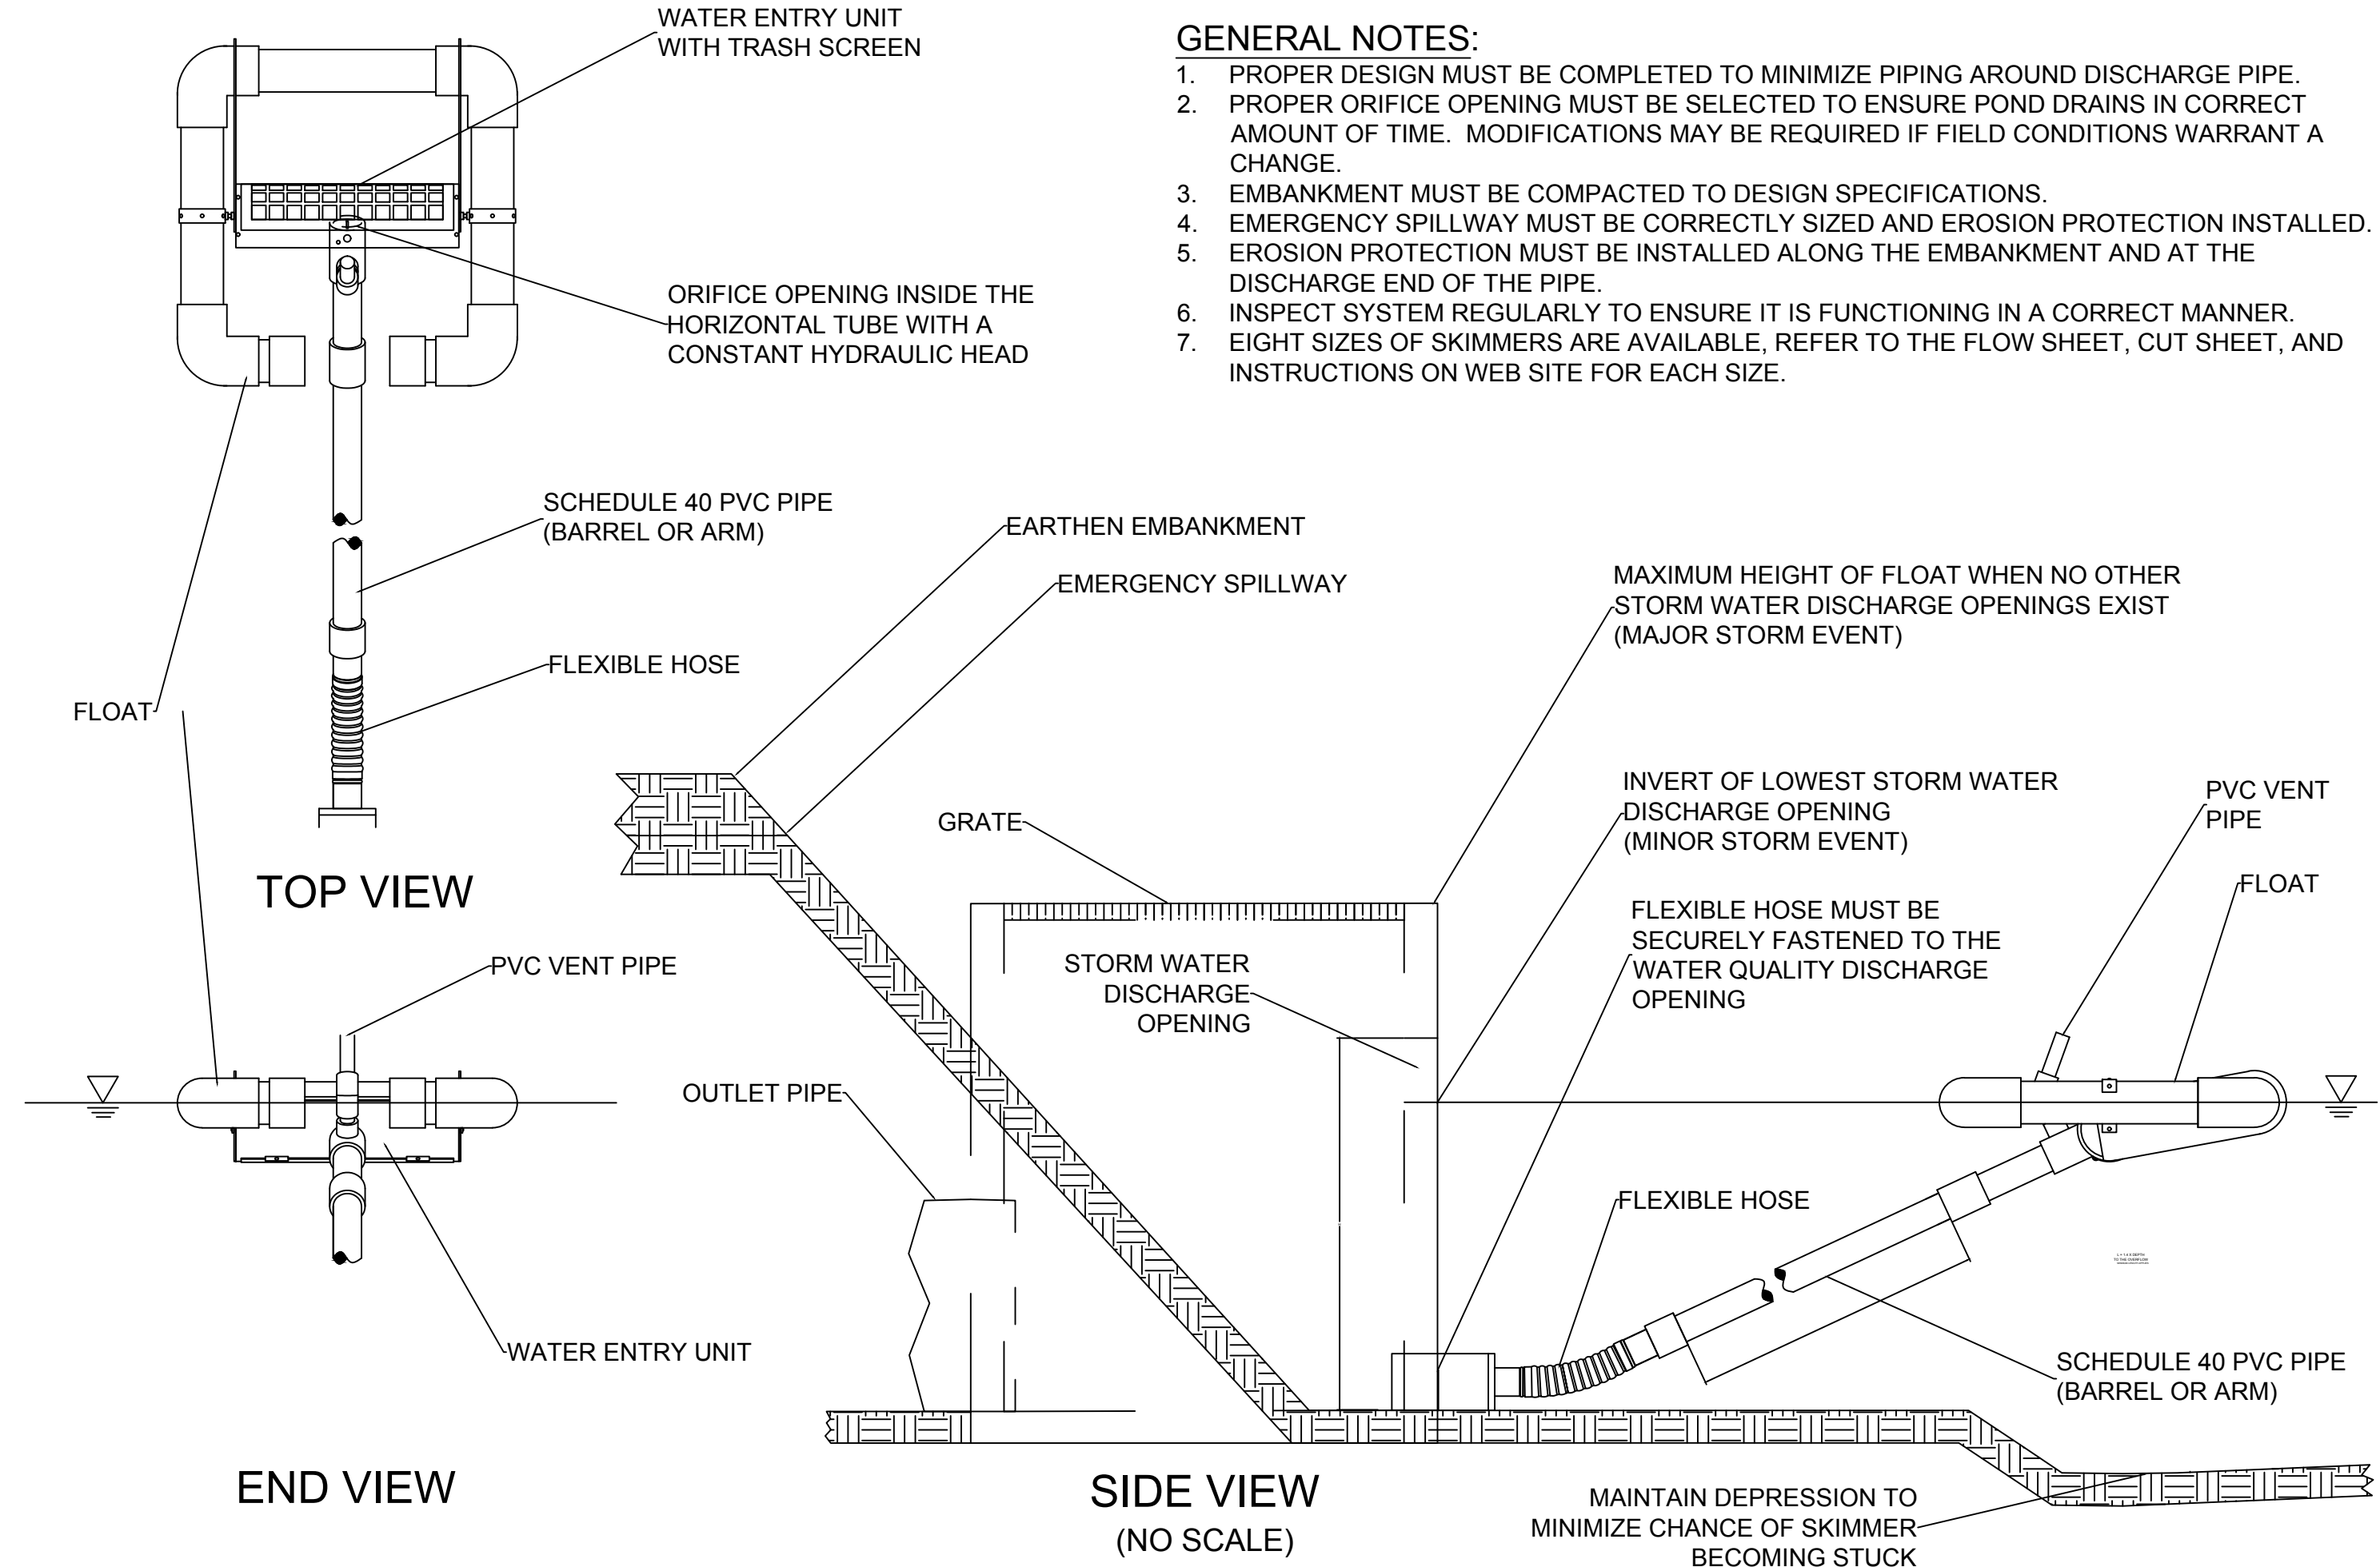 WATER ENTRY UNIT
WITH TRASH SCREEN
GENERAL NOTES:
1. PROPER DESIGN MUST BE COMPLETED TO MINIMIZE PIPING AROUND DISCHARGE PIPE.
2. PROPER ORIFICE OPENING MUST BE SELECTED TO ENSURE POND DRAINS IN CORRECT
AMOUNT OF TIME. MODIFICATIONS MAY BE REQUIRED IF FIELD CONDITIONS WARRANT A
CHANGE.
3. EMBANKMENT MUST BE COMPACTED TO DESIGN SPECIFICATIONS.
4. EMERGENCY SPILLWAY MUST BE CORRECTLY SIZED AND EROSION PROTECTION INSTALLED.
5. EROSION PROTECTION MUST BE INSTALLED ALONG THE EMBANKMENT AND AT THE
DISCHARGE END OF THE PIPE.
6. INSPECT SYSTEM REGULARLY TO ENSURE IT IS FUNCTIONING IN A CORRECT MANNER.
7. EIGHT SIZES OF SKIMMERS ARE AVAILABLE, REFER TO THE FLOW SHEET, CUT SHEET, AND
INSTRUCTIONS ON WEB SITE FOR EACH SIZE.
ORIFICE OPENING INSIDE THE
HORIZONTAL TUBE WITH A
CONSTANT HYDRAULIC HEAD
SCHEDULE 40 PVC PIPE
(BARREL OR ARM)
FLEXIBLE HOSE
FLOAT
TOP VIEW
PVC VENT PIPE
WATER ENTRY UNIT
END VIEW
EARTHEN EMBANKMENT
EMERGENCY SPILLWAY
MAXIMUM HEIGHT OF FLOAT WHEN NO OTHER
STORM WATER DISCHARGE OPENINGS EXIST
(MAJOR STORM EVENT)
INVERT OF LOWEST STORM WATER
DISCHARGE OPENING
(MINOR STORM EVENT)
PVC VENT
PIPE
GRATE
FLOAT
FLEXIBLE HOSE MUST BE
SECURELY FASTENED TO THE
WATER QUALITY DISCHARGE
OPENING
STORM WATER
DISCHARGE
OPENING
OUTLET PIPE
FLEXIBLE HOSE
TO THE OVERFLOW
SCHEDULE 40 PVC PIPE
(BARREL OR ARM)
SIDE VIEW
(NO SCALE)
MAINTAIN DEPRESSION TO
MINIMIZE CHANCE OF SKIMMER
BECOMING STUCK